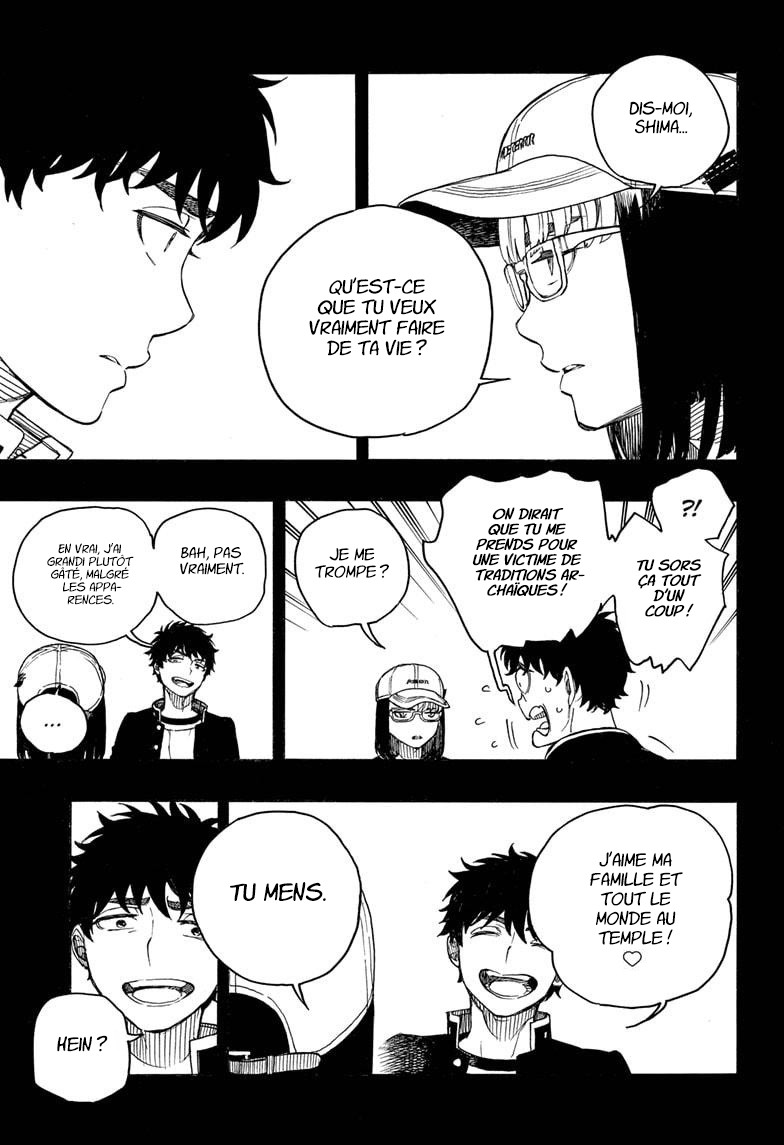 DIS-MOI,
SHIMA...
QU'EST-CE
QUE TU VEUX
VRAIMENT FAIRE
DE TA VIE ?
?!
TU SORS
ÇA TOUT
D'UN
COUP !
ON DIRAIT
QUE TU ME
PRENDS POUR
UNE VICTIME DE
TRADITIONS AR-
CHAÏQUES !
JE ME
TROMPE ?
BAH, PAS
VRAIMENT.
EN VRAI, J'AI
GRANDI PLUTÔT
GÂTÉ, MALGRÉ
LES APPA-
RENCES.
...
J'AIME MA
FAMILLE ET
TOUT LE
MONDE AU
TEMPLE !
♡
TU MENS.
HEIN ?